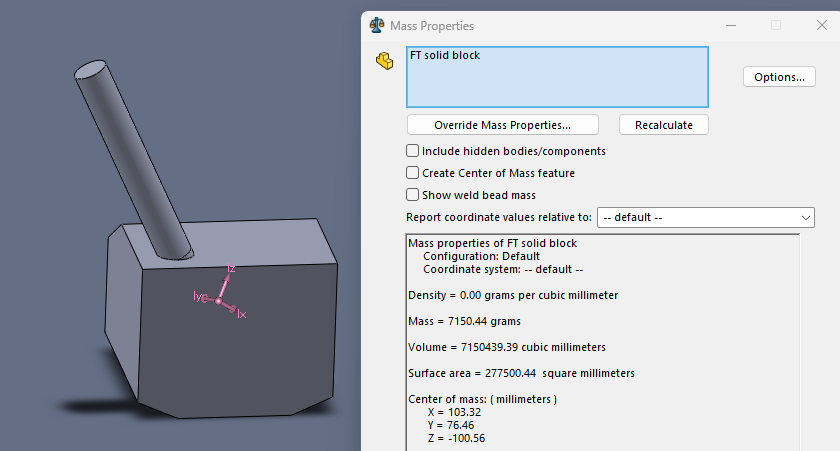 Mass Properties
FT solid block
Options...
Override Mass Properties...
Recalculate
Include hidden bodies/components
Create Center of Mass feature
Show weld bead mass
Report coordinate values relative to:
-- default --
Mass properties of FT solid block
Configuration: Default
Coordinate system: -- default --
Density = 0.00 grams per cubic millimeter
Mass = 7150.44 grams
Volume = 7150439.39 cubic millimeters
Surface area = 277500.44  square millimeters
Center of mass: ( millimeters )
X = 103.32
Y = 76.46
Z = -100.56
Iz
Iy
Ix